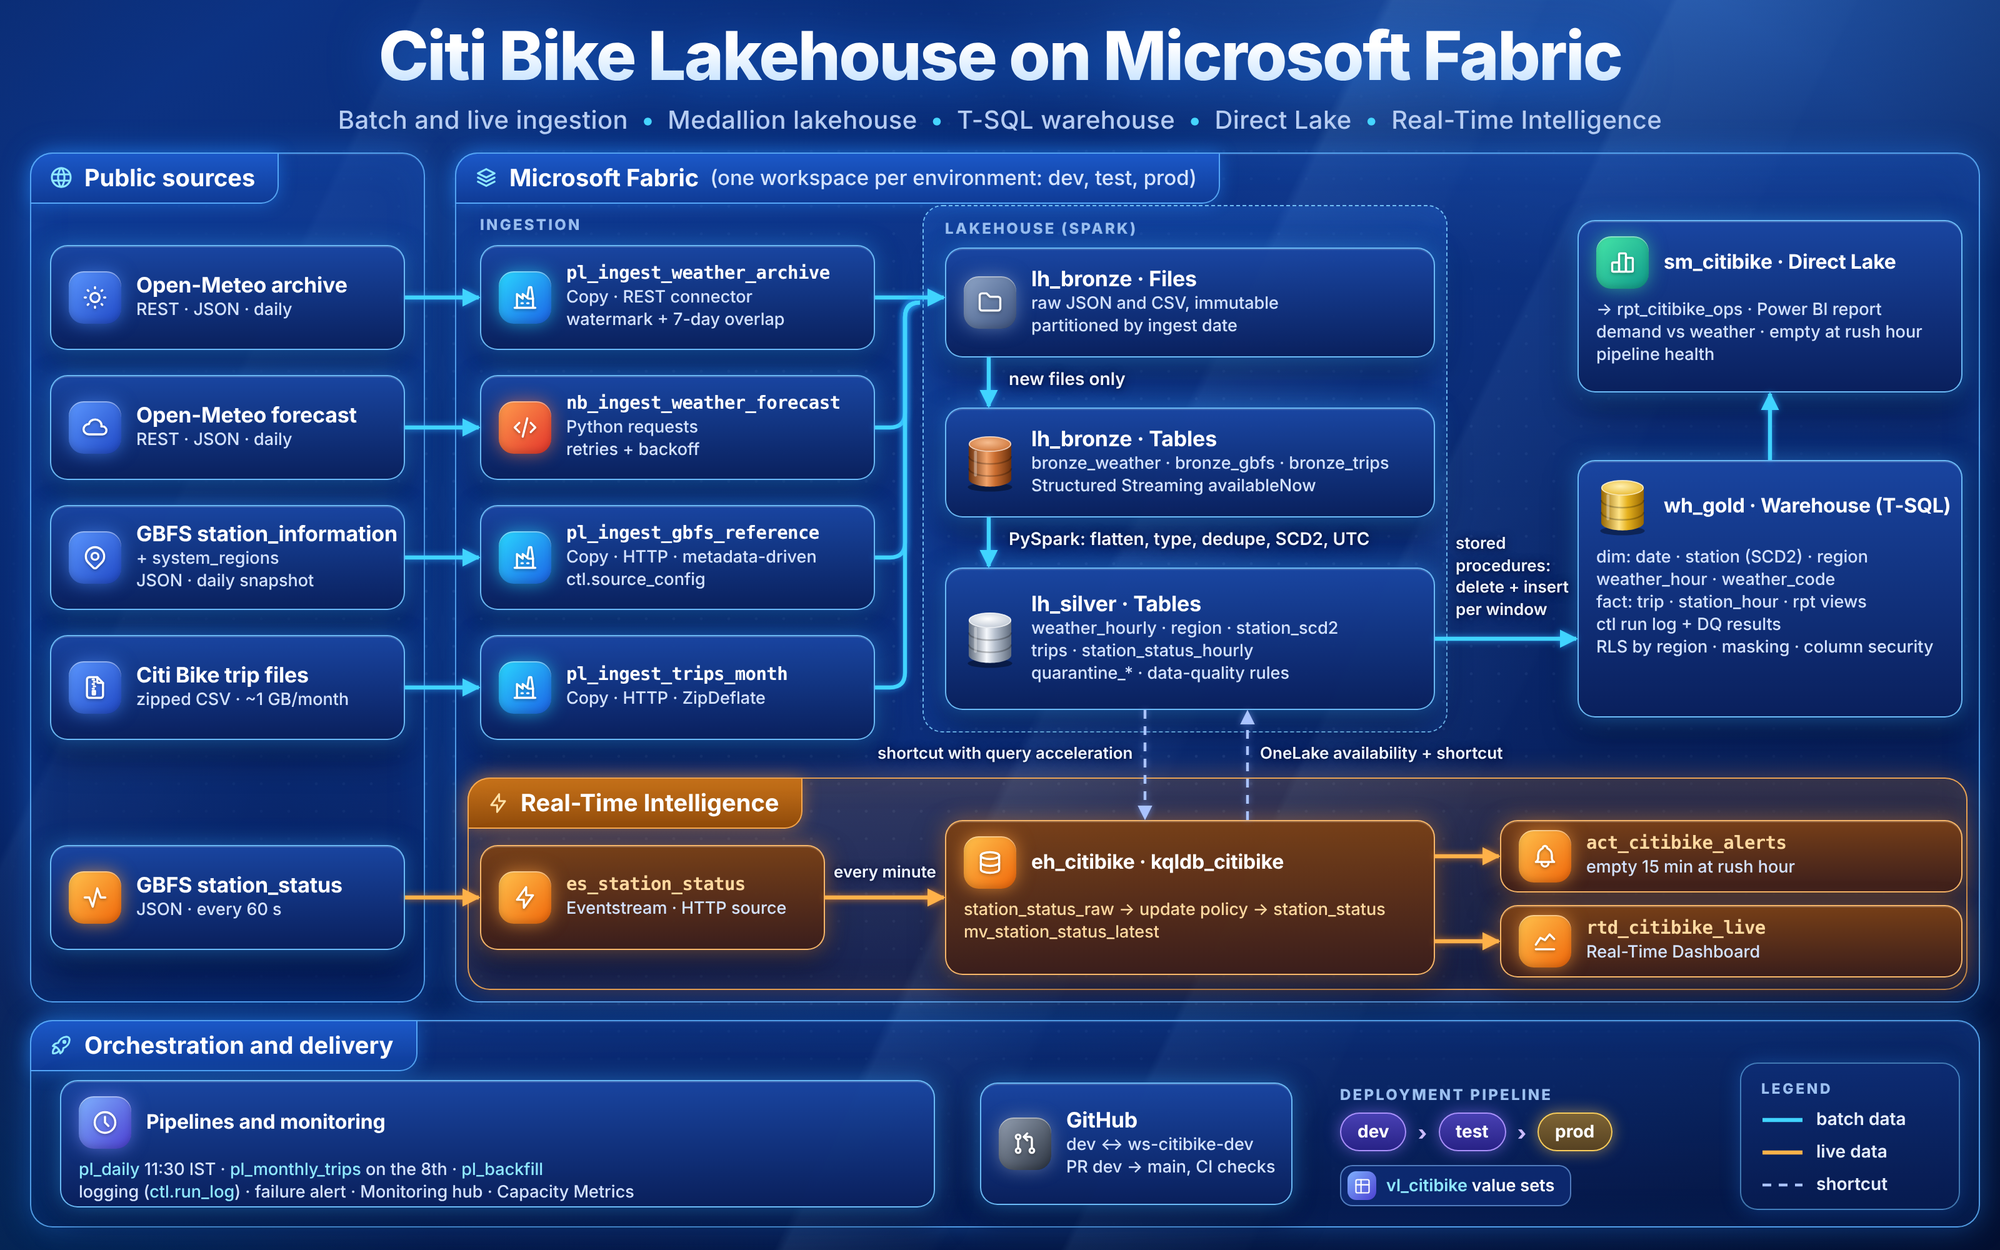 Citi Bike Lakehouse on Microsoft Fabric
Batch and live ingestion • Medallion lakehouse • T-SQL warehouse • Direct Lake • Real-Time Intelligence
Public sources
Open-Meteo archive
REST · JSON · daily
Open-Meteo forecast
REST · JSON · daily
GBFS station_information
+ system_regions
JSON · daily snapshot
Citi Bike trip files
zipped CSV · ~1 GB/month
GBFS station_status
JSON · every 60 s
Microsoft Fabric (one workspace per environment: dev, test, prod)
INGESTION
pl_ingest_weather_archive
Copy · REST connector
watermark + 7-day overlap
nb_ingest_weather_forecast
Python requests
retries + backoff
pl_ingest_gbfs_reference
Copy · HTTP · metadata-driven
ctl.source_config
pl_ingest_trips_month
Copy · HTTP · ZipDeflate
LAKEHOUSE (SPARK)
lh_bronze · Files
raw JSON and CSV, immutable
partitioned by ingest date
new files only
lh_bronze · Tables
bronze_weather · bronze_gbfs · bronze_trips
Structured Streaming availableNow
PySpark: flatten, type, dedupe, SCD2, UTC
lh_silver · Tables
weather_hourly · region · station_scd2
trips · station_status_hourly
quarantine_* · data-quality rules
stored
procedures:
delete + insert
per window
sm_citibike · Direct Lake
→ rpt_citibike_ops · Power BI report
demand vs weather · empty at rush hour
pipeline health
wh_gold · Warehouse (T-SQL)
dim: date · station (SCD2) · region
weather_hour · weather_code
fact: trip · station_hour · rpt views
ctl run log + DQ results
RLS by region · masking · column security
shortcut with query acceleration
OneLake availability + shortcut
Real-Time Intelligence
es_station_status
Eventstream · HTTP source
every minute
eh_citibike · kqldb_citibike
station_status_raw → update policy → station_status
mv_station_status_latest
act_citibike_alerts
empty 15 min at rush hour
rtd_citibike_live
Real-Time Dashboard
Orchestration and delivery
Pipelines and monitoring
pl_daily 11:30 IST · pl_monthly_trips on the 8th · pl_backfill
logging (ctl.run_log) · failure alert · Monitoring hub · Capacity Metrics
GitHub
dev ↔ ws-citibike-dev
PR dev → main, CI checks
DEPLOYMENT PIPELINE
dev › test › prod
vl_citibike value sets
LEGEND
batch data
live data
shortcut